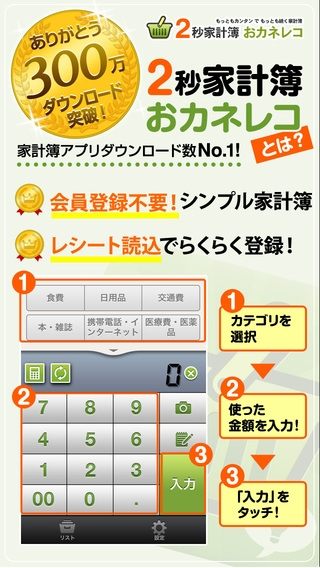 もっともカンタン で もっとも続く家計簿
2秒家計簿 おカネレコ
ありがとう
300万
ダウンロード
突破!
2秒家計簿
おカネレコ
とは?
家計簿アプリダウンロード数No.1!
会員登録不要!シンプル家計簿
レシート読込でらくらく登録!
1
食費 日用品 交通費
本・雑誌 携帯電話・インターネット 医療費・医薬品
0
2
7 8 9
4 5 6
1 2 3
00 0 .
3
入力
リスト 設定
1
カテゴリを
選択
2
使った
金額を入力!
3
「入力」を
タッチ!